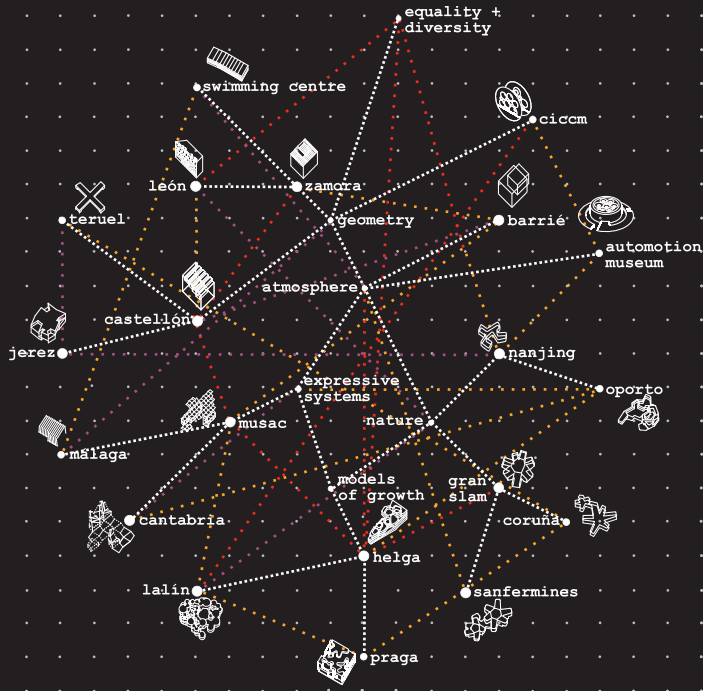 equality +
diversity
swimming centre
ciccm
león
zamora
teruel
geometry
barrié
automotion
museum
atmosphere
castellón
jerez
nanjing
expressive
systems
oporto
musac
nature
málaga
models
of growth
gran
slam
cantabria
coruña
helga
lalín
sanfermines
praga